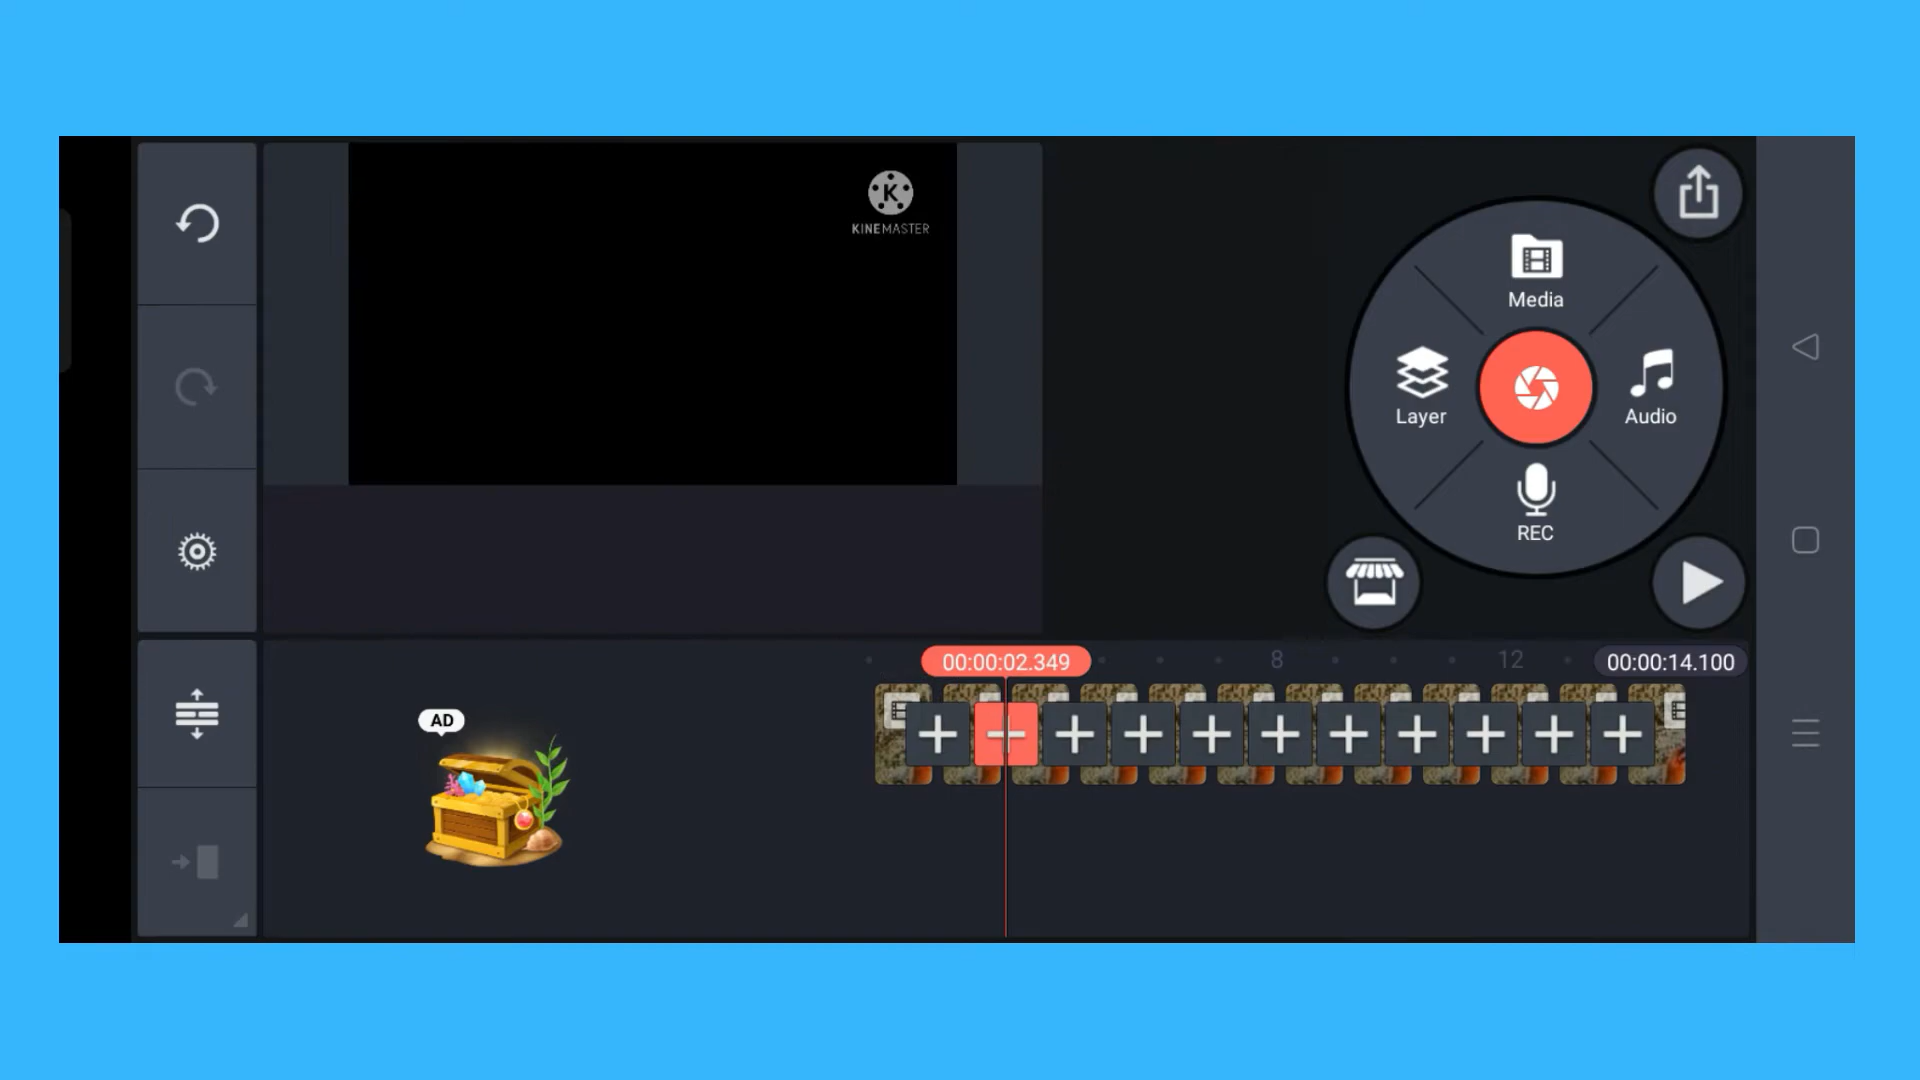 KINEMASTER
Media
Layer
Audio
REC
00:00:02.349
8
12
00:00:14.100
AD